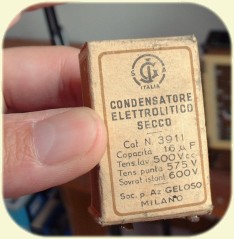 S G
ITALIA
CONDENSATORE
ELETTROLITICO
SECCO
Cat. N. 3911
Capacità 16 µF
Tens. lav. 500 Vcc
Tens. punta 575 V
Sovrat. istant. 600 V
Soc. p. Az. GELOSO
MILANO